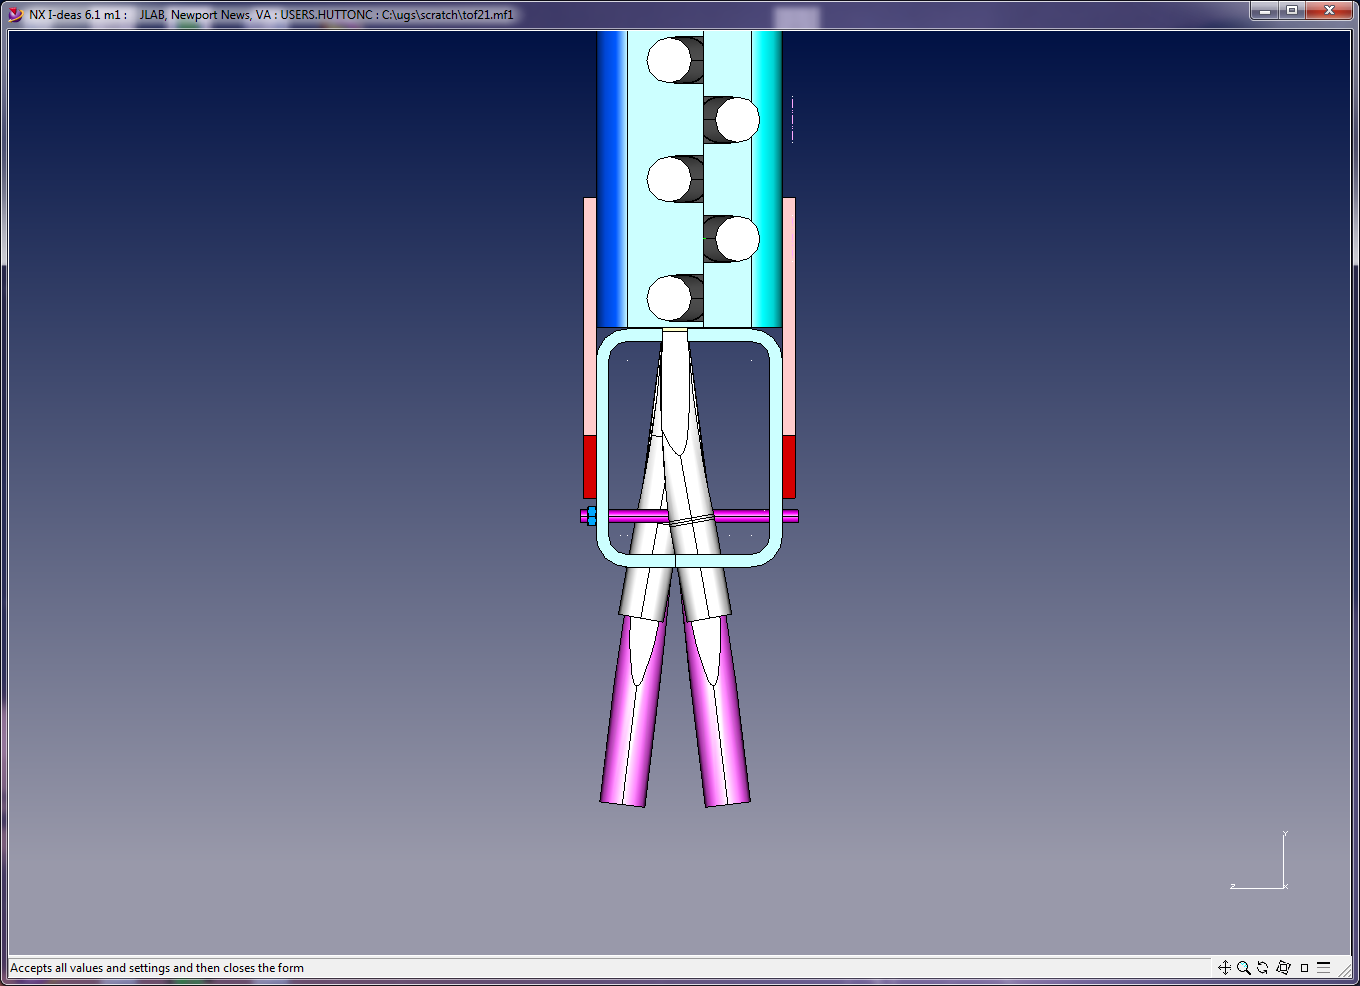 NX I-deas 6.1 m1 :    JLAB, Newport News, VA : USERS.HUTTONC : C:\ugs\scratch\tof21.mf1
Y
Z
X
Accepts all values and settings and then closes the form